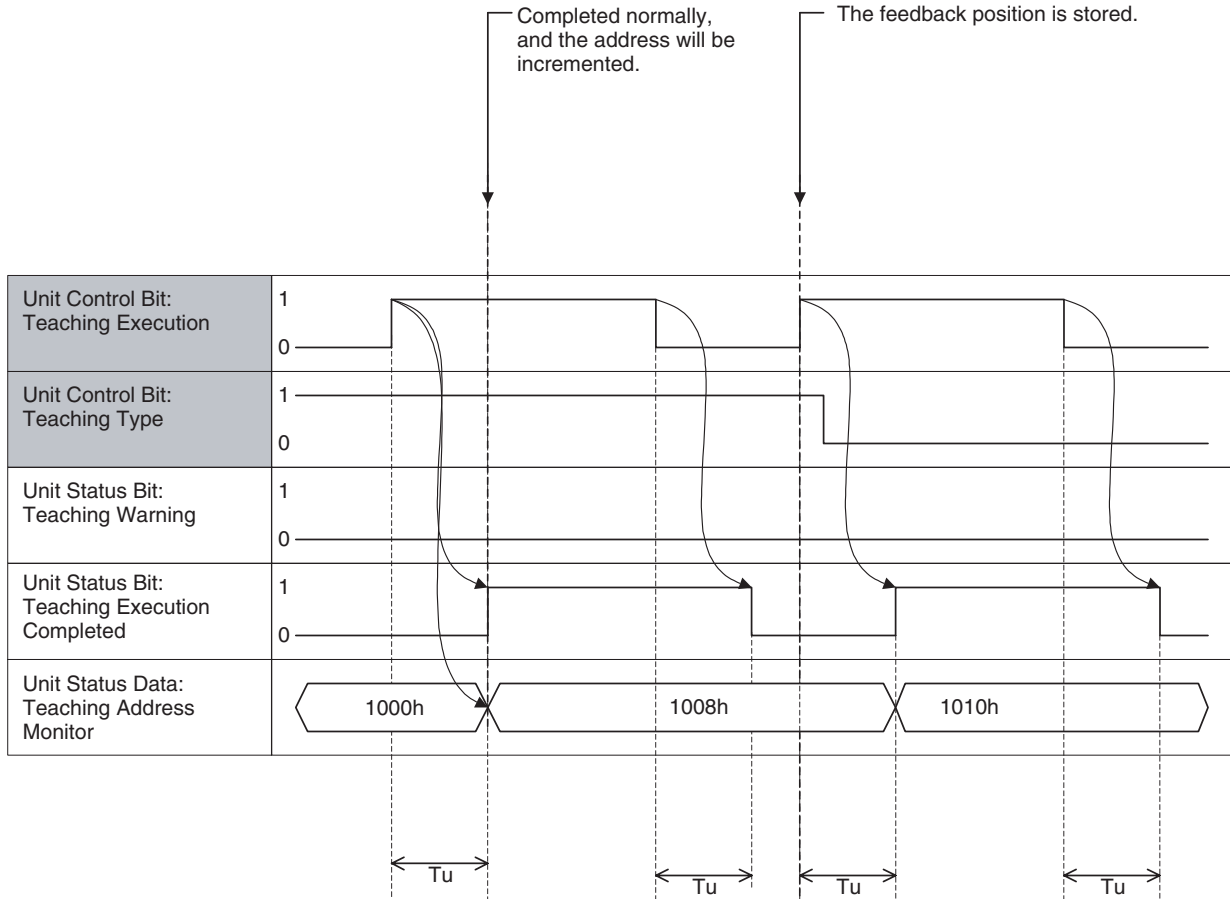 Completed normally,
and the address will be
incremented.
The feedback position is stored.
Unit Control Bit:
Teaching Execution
1
0
Unit Control Bit:
Teaching Type
1
0
Unit Status Bit:
Teaching Warning
1
0
Unit Status Bit:
Teaching Execution
Completed
1
0
Unit Status Data:
Teaching Address
Monitor
1000h
1008h
1010h
Tu
Tu
Tu
Tu